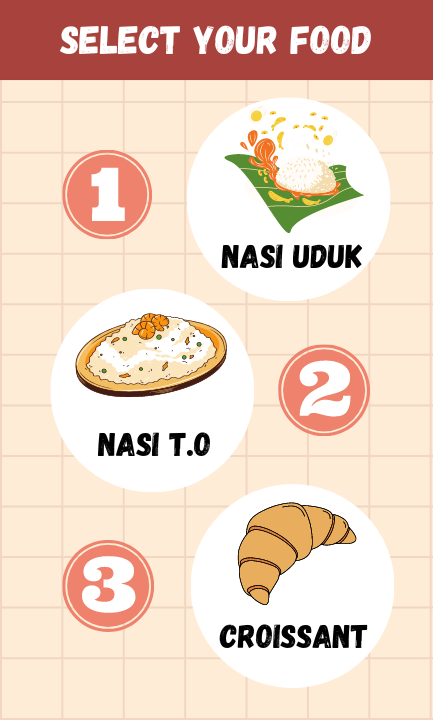 SELECT YOUR FOOD
1
NASI UDUK
NASI T.O
2
3
CROISSANT